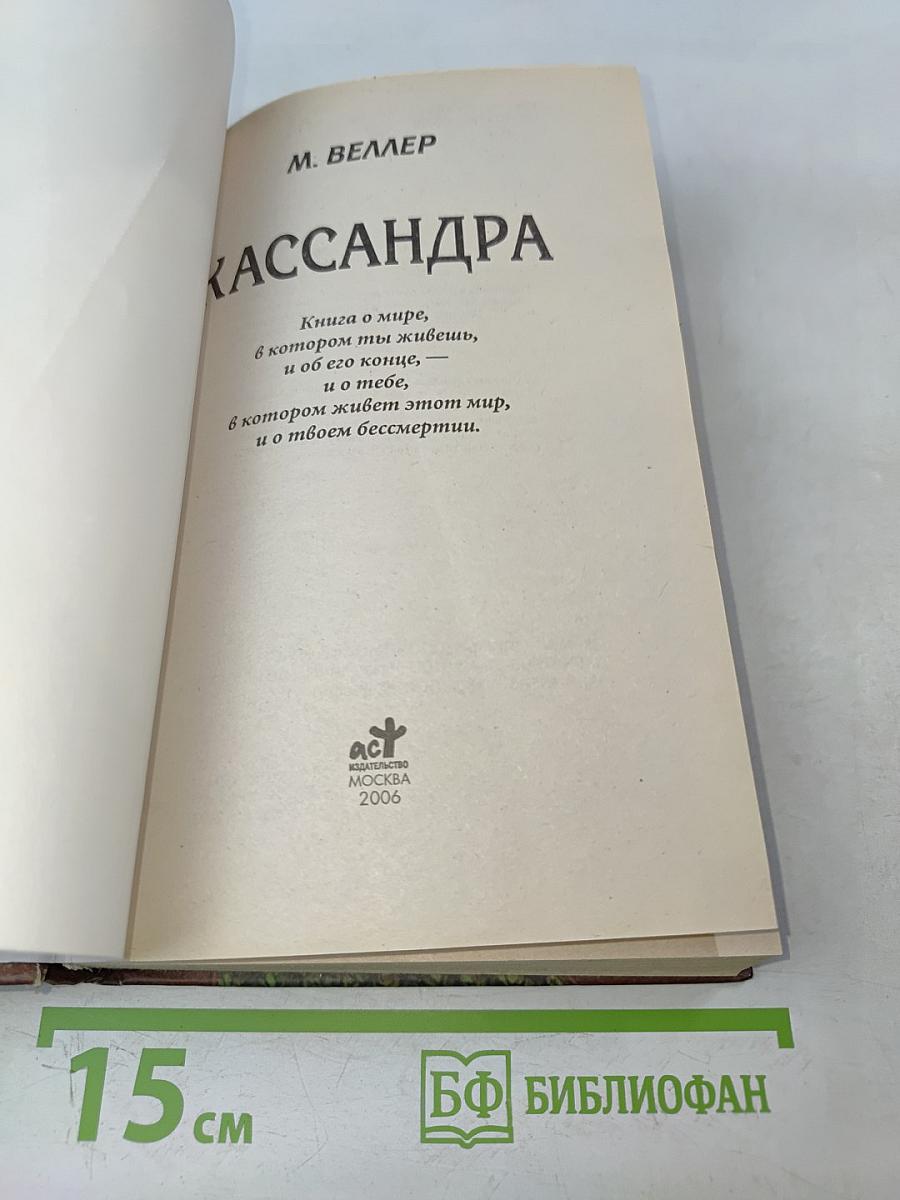 М. ВЕЛЛЕР
КАССАНДРА
Книга о мире,
в котором ты живешь,
и об его конце, —
и о тебе,
в котором живет этот мир,
и о твоем бессмертии.
аст
ИЗДАТЕЛЬСТВО
МОСКВА
2006
15 см
БФ БИБЛИОФАН